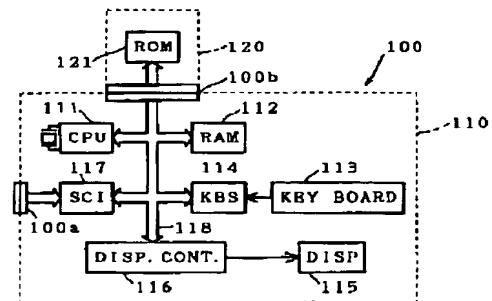 ROM
121
120
100
100b
111
112
110
CPU
RAM
117
114
113
SCI
KBS
KEY BOARD
100a
118
DISP. CONT.
DISP
116
115